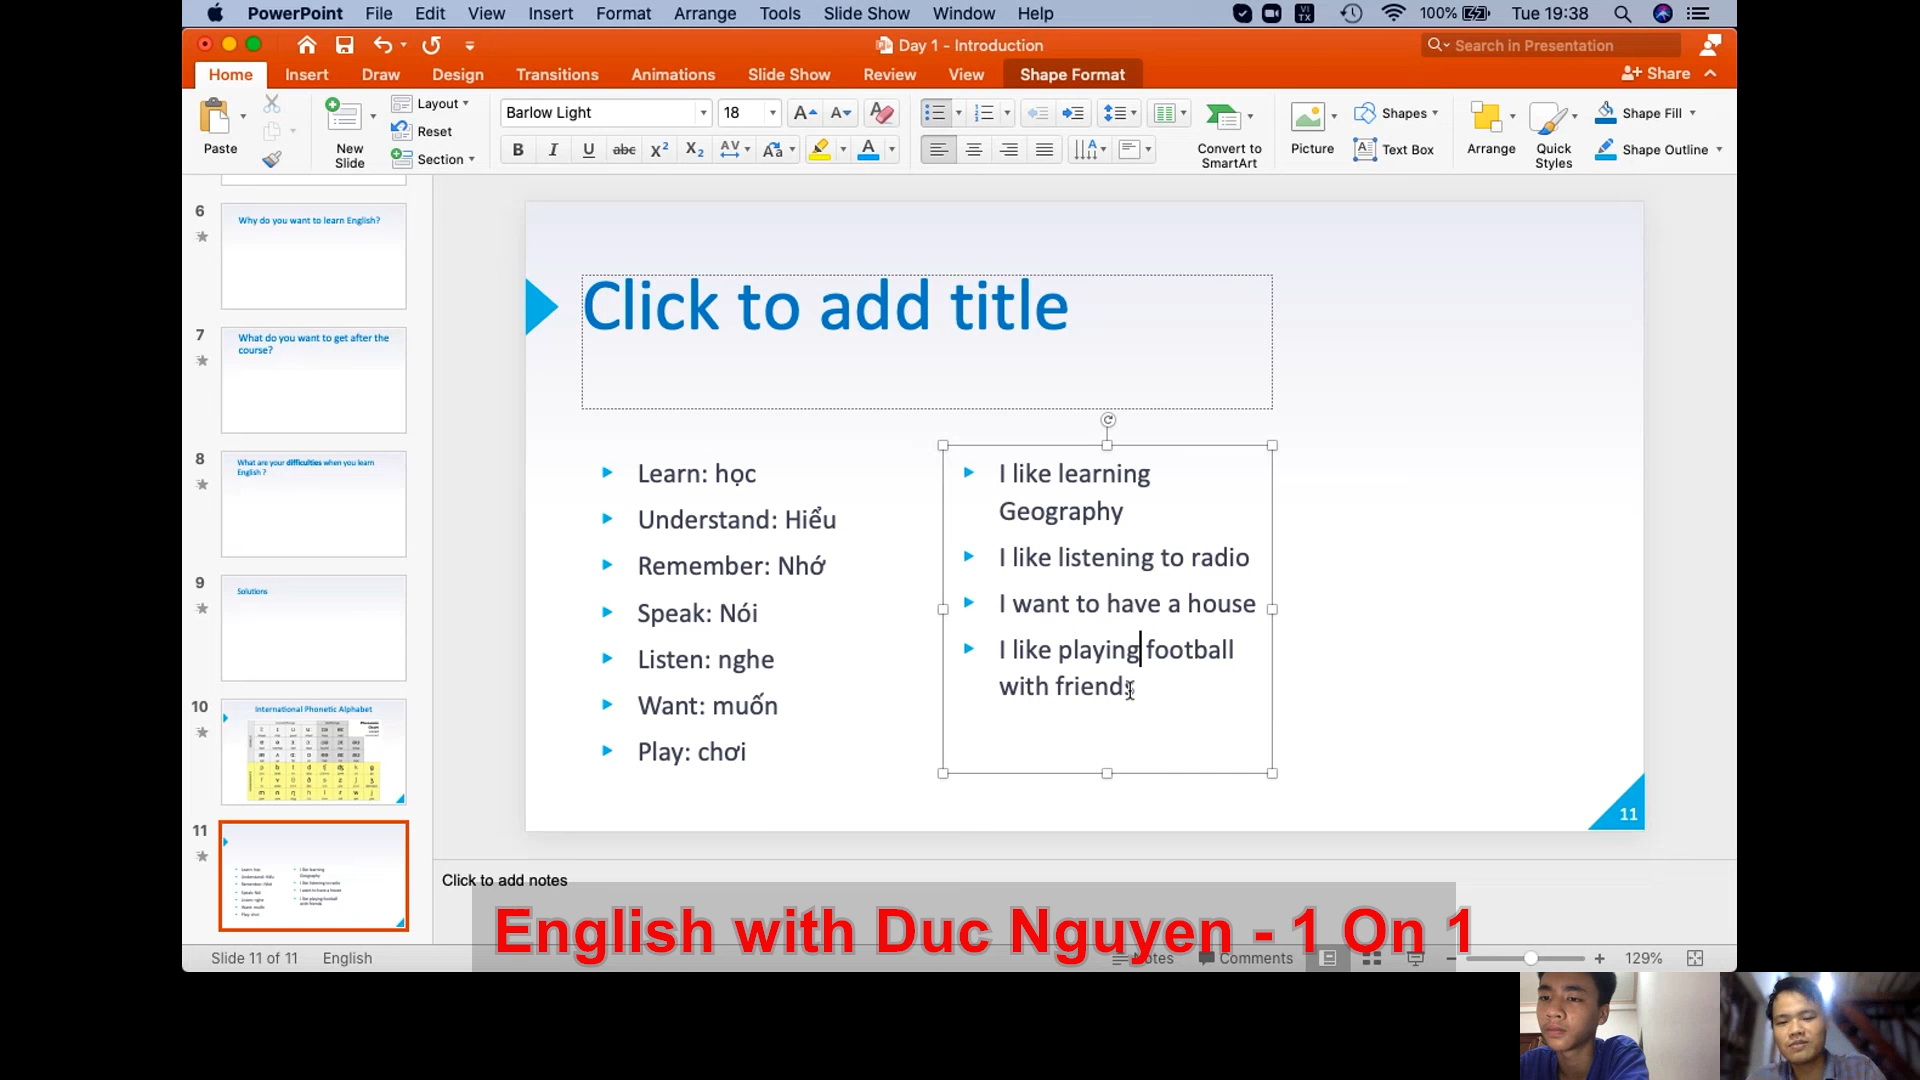 PowerPoint File Edit View Insert Format Arrange Tools Slide Show Window Help
VI TX 100% Tue 19:38
Day 1 - Introduction
Search in Presentation
Home Insert Draw Design Transitions Animations Slide Show Review View Shape Format Share
Paste
New Slide
Layout
Reset
Section
Barlow Light 18
Convert to SmartArt
Picture
Shapes
Text Box
Arrange
Quick Styles
Shape Fill
Shape Outline
6
Why do you want to learn English?
7
What do you want to get after the course?
8
What are your difficulties when you learn English ?
9
Solutions
10
International Phonetic Alphabet
11
Click to add title
Learn: học
Understand: Hiểu
Remember: Nhớ
Speak: Nói
Listen: nghe
Want: muốn
Play: chơi
I like learning
Geography
I like listening to radio
I want to have a house
I like playing football
with friends
11
Click to add notes
English with Duc Nguyen - 1 On 1
Slide 11 of 11 English Notes Comments 129%